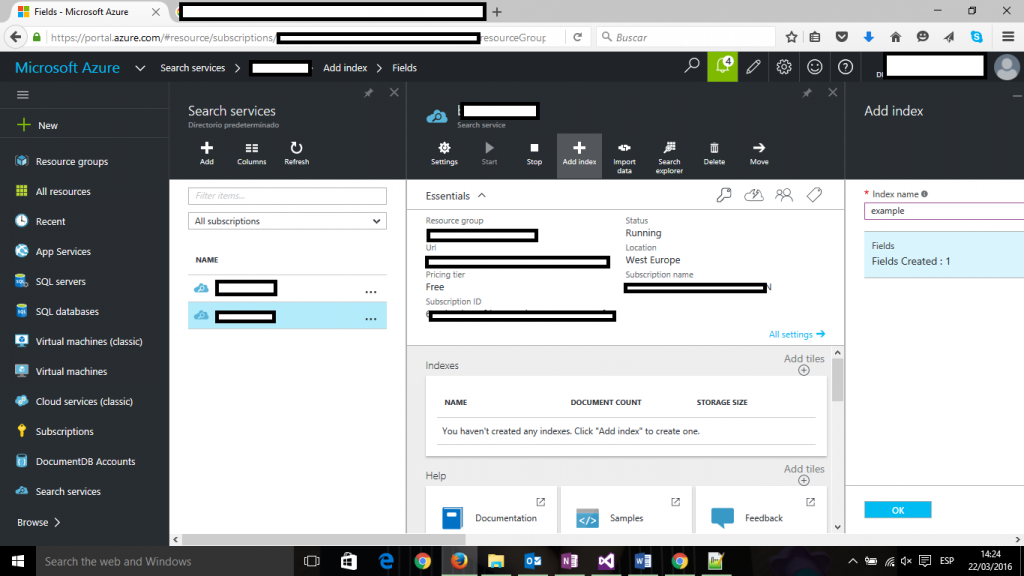 Fields - Microsoft Azure
https://portal.azure.com/#resource/subscriptions/
resourceGroup
Buscar
Microsoft Azure
Search services
Add index
Fields
4
New
Resource groups
All resources
Recent
App Services
SQL servers
SQL databases
Virtual machines (classic)
Virtual machines
Cloud services (classic)
Subscriptions
DocumentDB Accounts
Search services
Browse
Search services
Directorio predeterminado
Add
Columns
Refresh
Filter items...
All subscriptions
NAME
Search service
Settings
Start
Stop
Add index
Import data
Search explorer
Delete
Move
Essentials
Resource group
Status
Running
Url
Location
West Europe
Pricing tier
Free
Subscription name
Subscription ID
All settings
Indexes
Add tiles
NAME DOCUMENT COUNT STORAGE SIZE
You haven't created any indexes. Click "Add index" to create one.
Help
Add tiles
Documentation
Samples
Feedback
Add index
* Index name
example
Fields
Fields Created : 1
OK
Search the web and Windows
ESP
14:24
22/03/2016